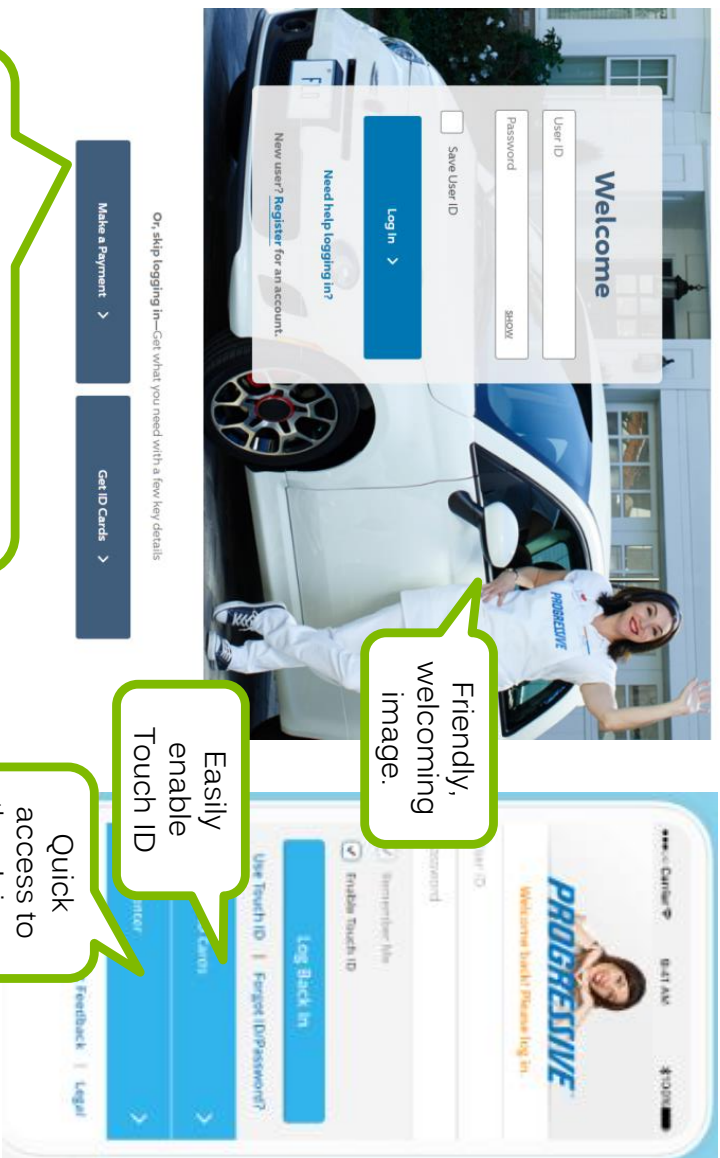 Welcome
User ID
Password
SHOW
Save User ID
Log In >
Need help logging in?
New user? Register for an account.
FLO
PROGRESSIVE
Or, skip logging in—Get what you need with a few key details
Make a Payment >
Get ID Cards >
Friendly,
welcoming
image.
Easily
enable
Touch ID
Quick
access to
Carrier 9:41 AM 100%
PROGRESSIVE
Welcome back! Please log in.
Remember Me
Enable Touch ID
Log Back In
Use Touch ID | Forgot ID/Password?
Cards >
>
Feedback | Legal